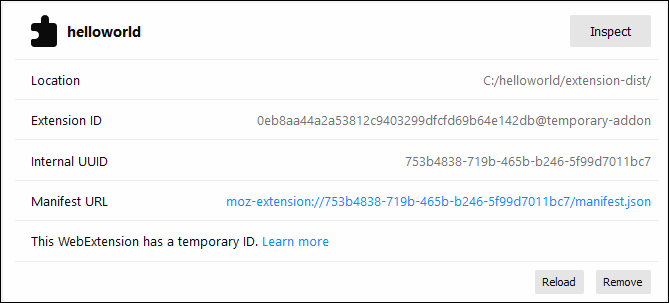 helloworld
Inspect
Location
C:/helloworld/extension-dist/
Extension ID
0eb8aa44a2a53812c9403299dfcfd69b64e142db@temporary-addon
Internal UUID
753b4838-719b-465b-b246-5f99d7011bc7
Manifest URL
moz-extension://753b4838-719b-465b-b246-5f99d7011bc7/manifest.json
This WebExtension has a temporary ID. Learn more
Reload
Remove